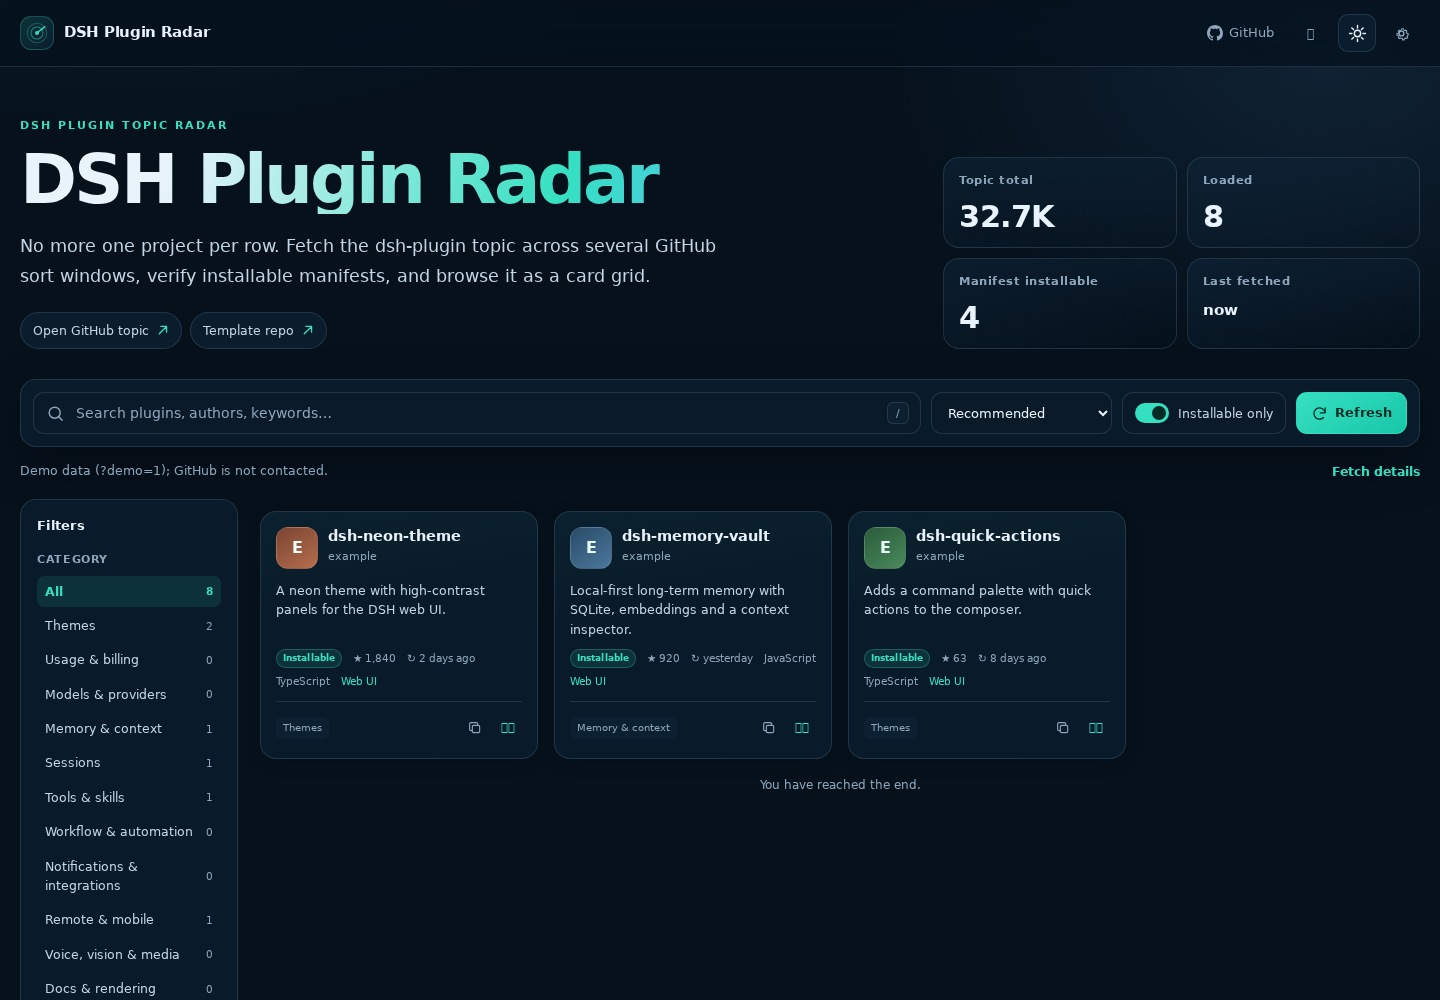 DSH Plugin Radar
GitHub
DSH PLUGIN TOPIC RADAR
DSH Plugin Radar
No more one project per row. Fetch the dsh-plugin topic across several GitHub
sort windows, verify installable manifests, and browse it as a card grid.
Open GitHub topic
Template repo
Topic total
32.7K
Loaded
8
Manifest installable
4
Last fetched
now
Search plugins, authors, keywords...
/
Recommended
Installable only
Refresh
Demo data (?demo=1); GitHub is not contacted.
Fetch details
Filters
CATEGORY
All 8
Themes 2
Usage & billing 0
Models & providers 0
Memory & context 1
Sessions 1
Tools & skills 1
Workflow & automation 0
Notifications &
integrations 0
Remote & mobile 1
Voice, vision & media 0
Docs & rendering 0
E
dsh-neon-theme
example
A neon theme with high-contrast
panels for the DSH web UI.
Installable ★ 1,840 ↻ 2 days ago
TypeScript Web UI
Themes
E
dsh-memory-vault
example
Local-first long-term memory with
SQLite, embeddings and a context
inspector.
Installable ★ 920 ↻ yesterday JavaScript
Web UI
Memory & context
E
dsh-quick-actions
example
Adds a command palette with quick
actions to the composer.
Installable ★ 63 ↻ 8 days ago
TypeScript Web UI
Themes
You have reached the end.